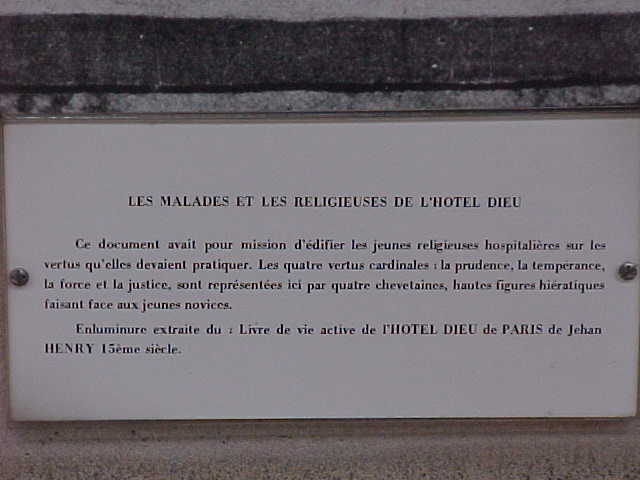 LES MALADES ET LES RELIGIEUSES DE L'HOTEL DIEU
Ce document avait pour mission d'édifier les jeunes religieuses hospitalières sur les
vertus qu'elles devaient pratiquer. Les quatre vertus cardinales : la prudence, la tempérance,
la force et la justice, sont représentées ici par quatre chevetaines, hautes figures hiératiques
faisant face aux jeunes novices.
Enluminure extraite du : Livre de vie active de l'HOTEL DIEU de PARIS de Jehan
HENRY 15ème siècle.